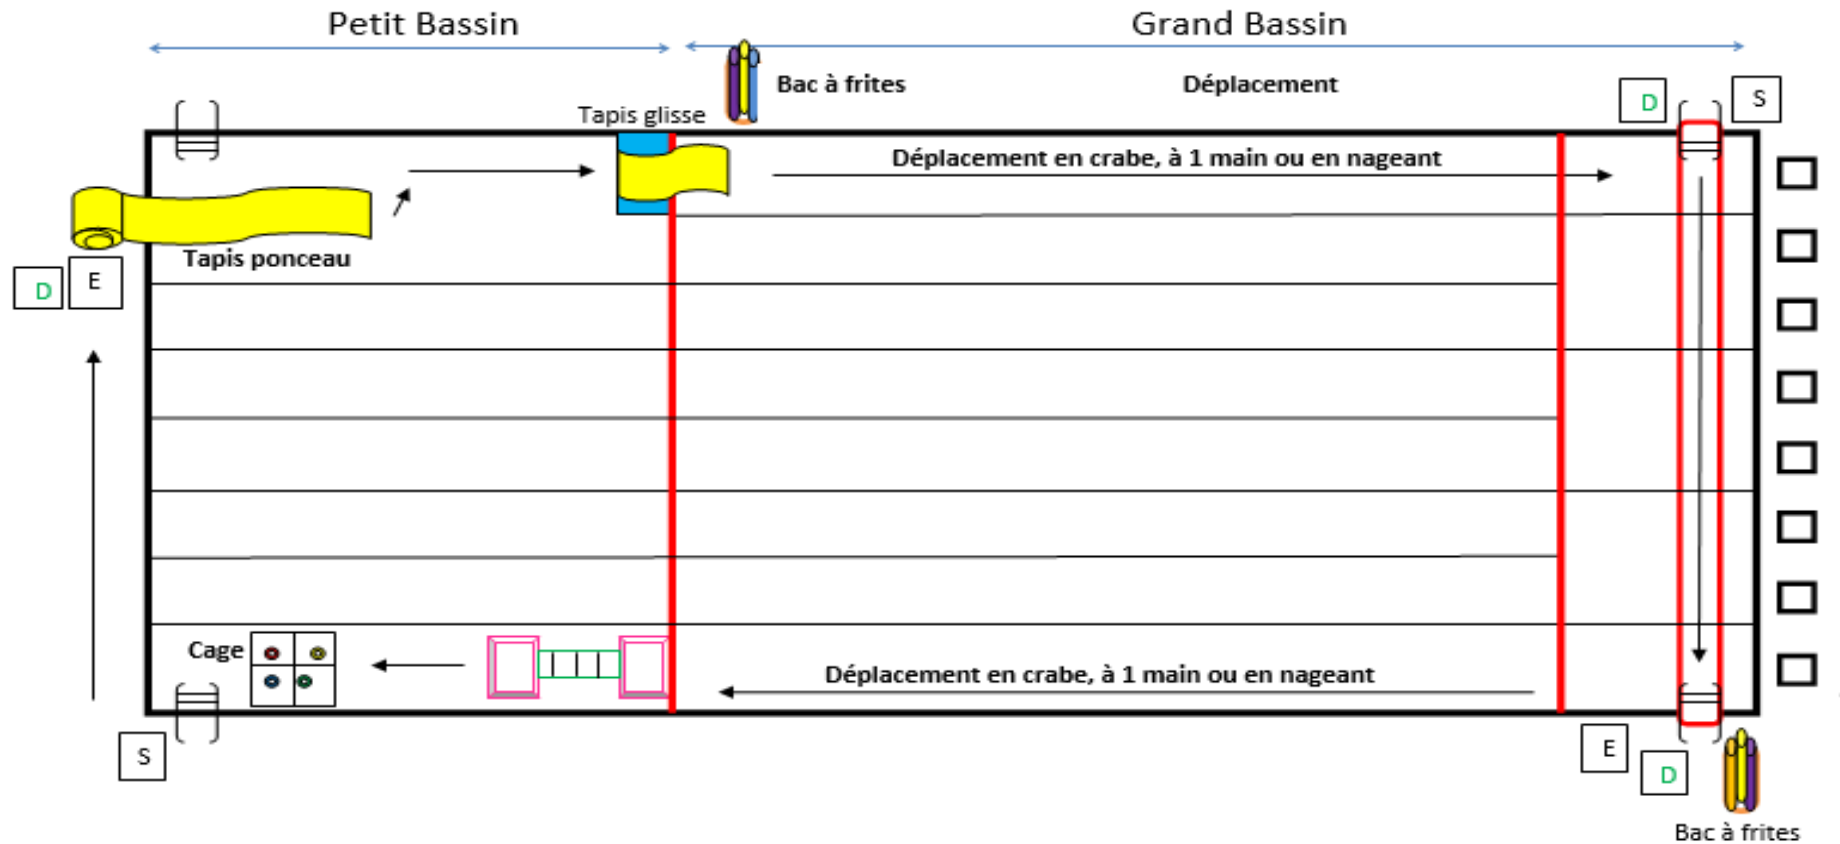 Petit Bassin
Grand Bassin
Bac à frites
Déplacement
D
S
Tapis glisse
Déplacement en crabe, à 1 main ou en nageant
Tapis ponceau
D
E
Cage
Déplacement en crabe, à 1 main ou en nageant
S
E
D
Bac à frites